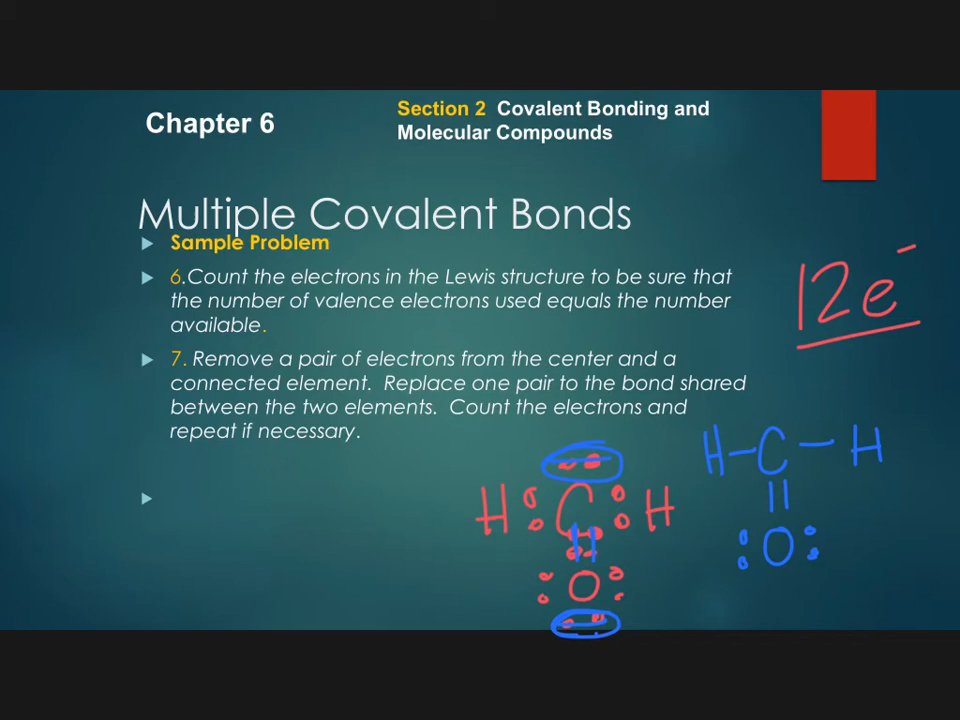 Chapter 6
Section 2 Covalent Bonding and
Molecular Compounds
Multiple Covalent Bonds
Sample Problem
6.Count the electrons in the Lewis structure to be sure that
the number of valence electrons used equals the number
available.
7. Remove a pair of electrons from the center and a
connected element. Replace one pair to the bond shared
between the two elements. Count the electrons and
repeat if necessary.
12e⁻
H : C : H
O
H – C – H
||
: O :